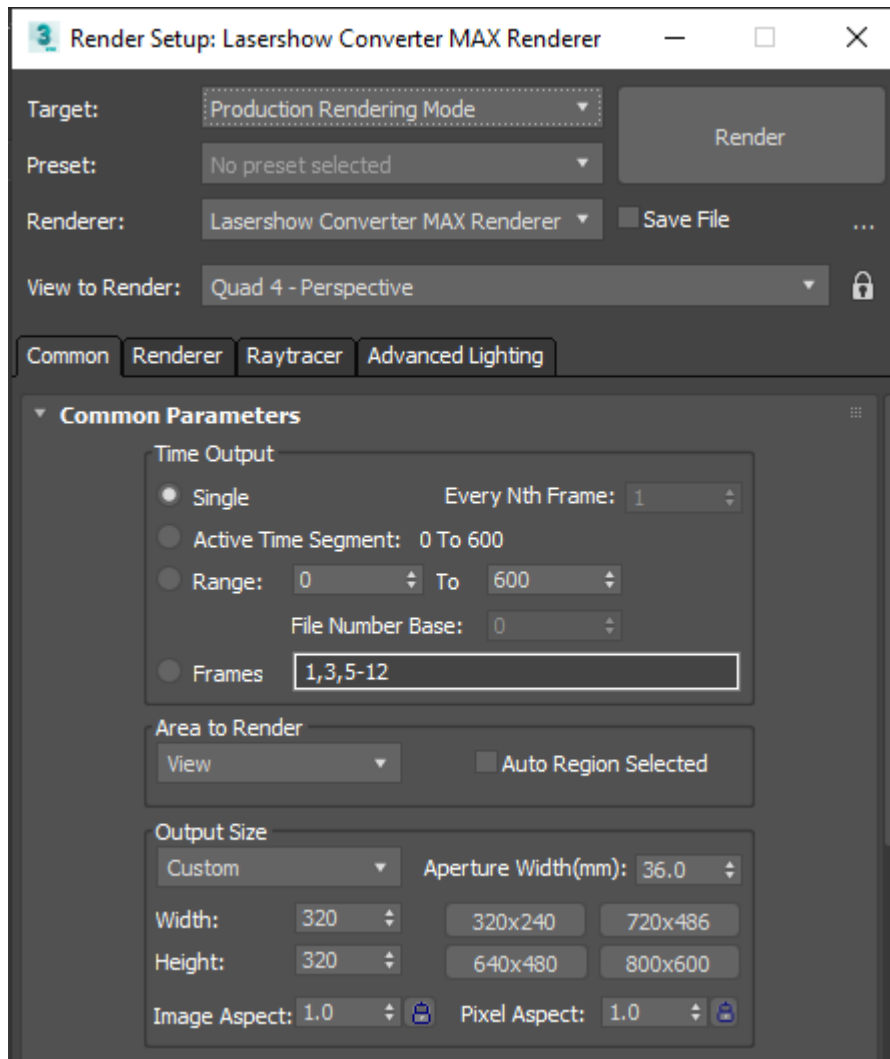 3 Render Setup: Lasershow Converter MAX Renderer
Target: Production Rendering Mode
Render
Preset: No preset selected
Renderer: Lasershow Converter MAX Renderer Save File ...
View to Render: Quad 4 - Perspective
Common Renderer Raytracer Advanced Lighting
Common Parameters
Time Output
Single Every Nth Frame: 1
Active Time Segment: 0 To 600
Range: 0 To 600
File Number Base: 0
Frames 1,3,5-12
Area to Render
View Auto Region Selected
Output Size
Custom Aperture Width(mm): 36.0
Width: 320 320x240 720x486
Height: 320 640x480 800x600
Image Aspect: 1.0 Pixel Aspect: 1.0